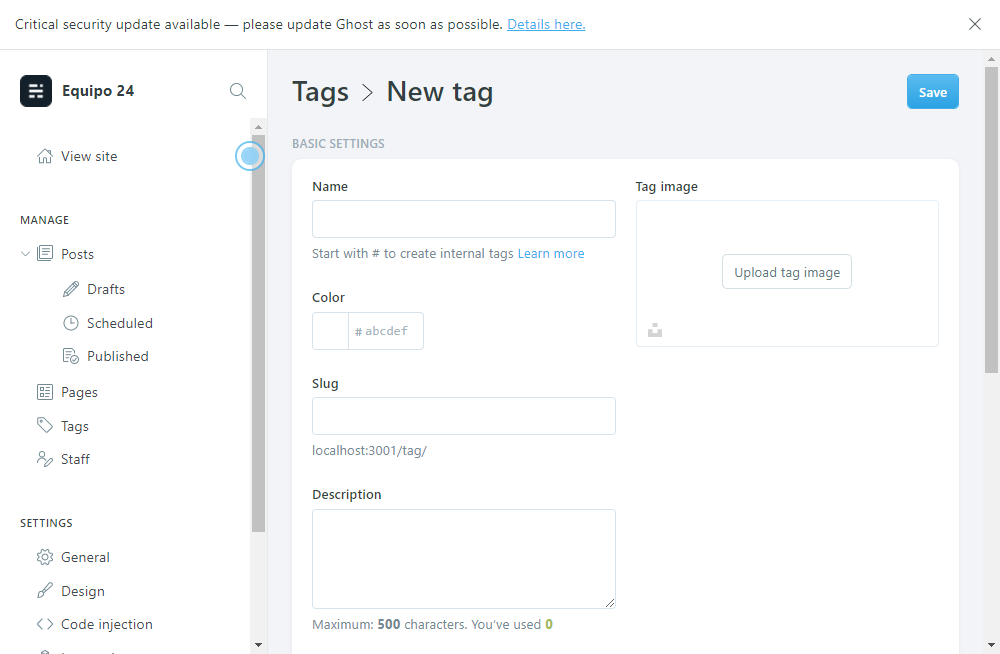 Critical security update available — please update Ghost as soon as possible. Details here.
Equipo 24
View site
MANAGE
Posts
Drafts
Scheduled
Published
Pages
Tags
Staff
SETTINGS
General
Design
Code injection
Tags > New tag
Save
BASIC SETTINGS
Name
Start with # to create internal tags Learn more
Color
# abcdef
Slug
localhost:3001/tag/
Description
Maximum: 500 characters. You've used 0
Tag image
Upload tag image